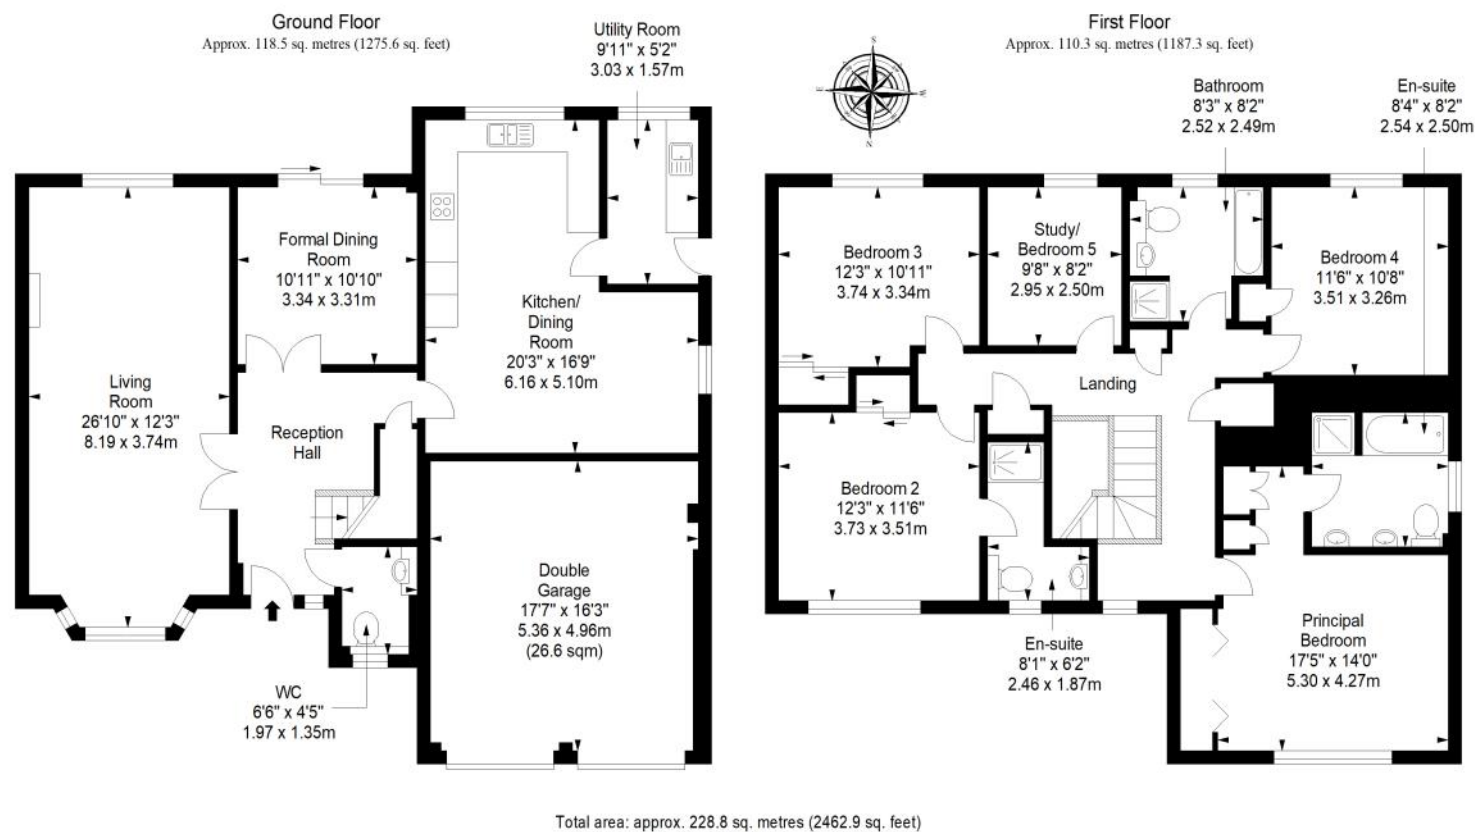 Ground Floor
Approx. 118.5 sq. metres (1275.6 sq. feet)
Utility Room
9'11" x 5'2"
3.03 x 1.57m
Formal Dining
Room
10'11" x 10'10"
3.34 x 3.31m
Kitchen/
Dining
Room
20'3" x 16'9"
6.16 x 5.10m
Living
Room
26'10" x 12'3"
8.19 x 3.74m
Reception
Hall
Double
Garage
17'7" x 16'3"
5.36 x 4.96m
(26.6 sqm)
WC
6'6" x 4'5"
1.97 x 1.35m
First Floor
Approx. 110.3 sq. metres (1187.3 sq. feet)
S
E
W
N
Bathroom
8'3" x 8'2"
2.52 x 2.49m
En-suite
8'4" x 8'2"
2.54 x 2.50m
Bedroom 3
12'3" x 10'11"
3.74 x 3.34m
Study/
Bedroom 5
9'8" x 8'2"
2.95 x 2.50m
Bedroom 4
11'6" x 10'8"
3.51 x 3.26m
Landing
Bedroom 2
12'3" x 11'6"
3.73 x 3.51m
En-suite
8'1" x 6'2"
2.46 x 1.87m
Principal
Bedroom
17'5" x 14'0"
5.30 x 4.27m
Total area: approx. 228.8 sq. metres (2462.9 sq. feet)